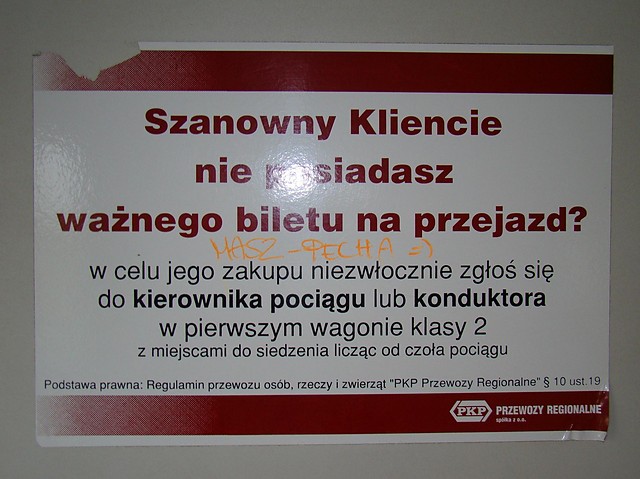 Szanowny Kliencie
nie posiadasz
ważnego biletu na przejazd?
MASZ - PECHA =)
w celu jego zakupu niezwłocznie zgłoś się
do kierownika pociągu lub konduktora
w pierwszym wagonie klasy 2
z miejscami do siedzenia licząc od czoła pociągu
Podstawa prawna: Regulamin przewozu osób, rzeczy i zwierząt "PKP Przewozy Regionalne" § 10 ust.19
PKP PRZEWOZY REGIONALNE
spółka z o.o.